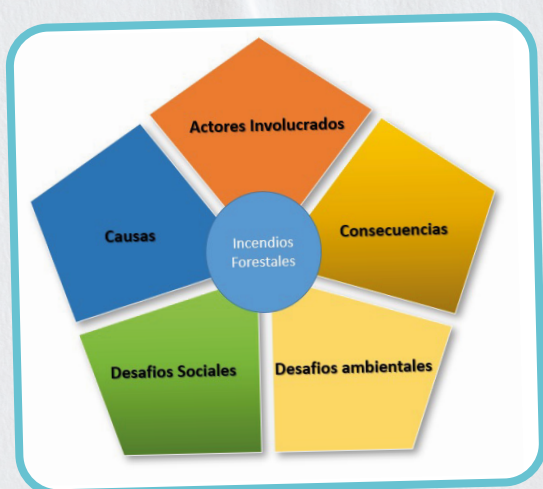 Actores Involucrados
Consecuencias
Causas
Incendios
Forestales
Desafios Sociales
Desafios ambientales